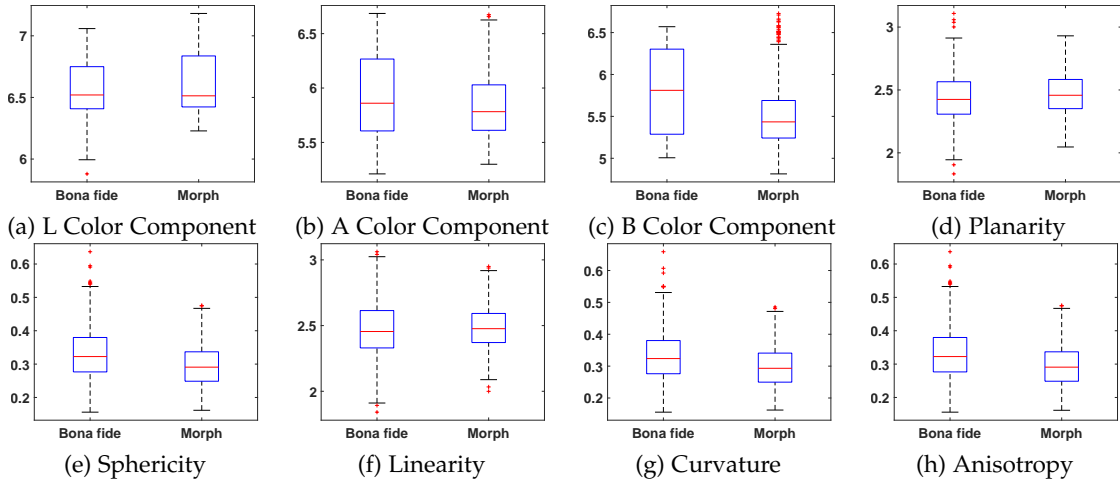 7
6.5
6
Bona fide Morph
(a) L Color Component
6.5
6
5.5
Bona fide Morph
(b) A Color Component
6.5
6
5.5
5
Bona fide Morph
(c) B Color Component
3
2.5
2
Bona fide Morph
(d) Planarity
0.6
0.5
0.4
0.3
0.2
Bona fide Morph
(e) Sphericity
3
2.5
2
Bona fide Morph
(f) Linearity
0.6
0.5
0.4
0.3
0.2
Bona fide Morph
(g) Curvature
0.6
0.5
0.4
0.3
0.2
Bona fide Morph
(h) Anisotropy